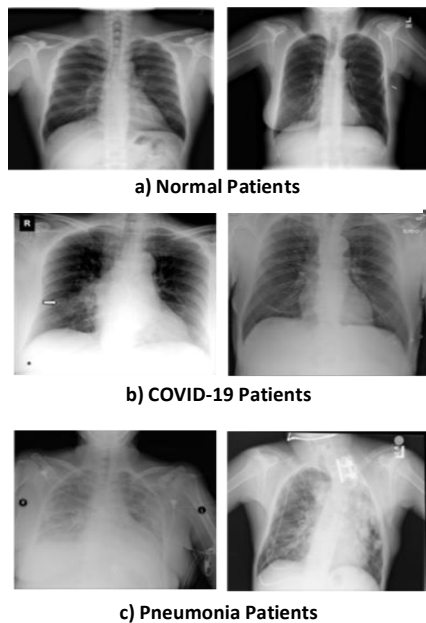 a) Normal Patients
R
b) COVID-19 Patients
c) Pneumonia Patients